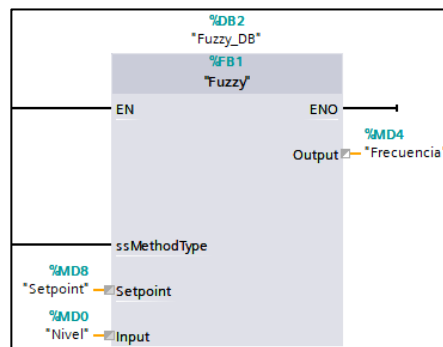 %DB2
"Fuzzy_DB"
%FB1
"Fuzzy"
EN ENO
%MD4
Output "Frecuencia"
ssMethodType
%MD8
"Setpoint" Setpoint
%MD0
"Nivel" Input